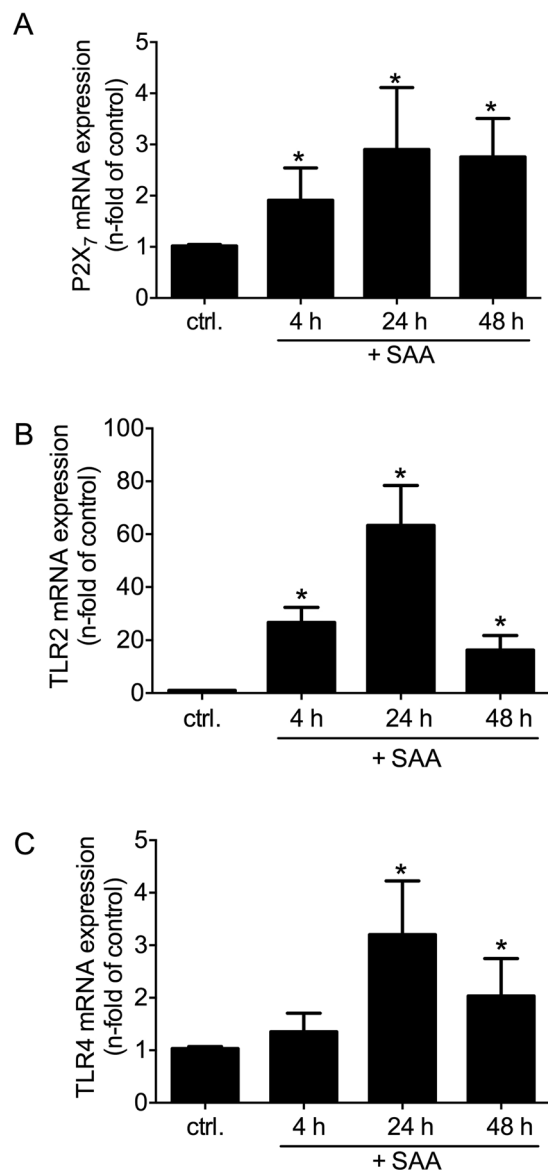 A
P2X7 mRNA expression
(n-fold of control)
5
4
3
2
1
0
*
*
*
ctrl.
4 h
24 h
48 h
+ SAA
B
TLR2 mRNA expression
(n-fold of control)
100
80
60
40
20
0
*
*
*
ctrl.
4 h
24 h
48 h
+ SAA
C
TLR4 mRNA expression
(n-fold of control)
5
4
3
2
1
0
*
*
ctrl.
4 h
24 h
48 h
+ SAA